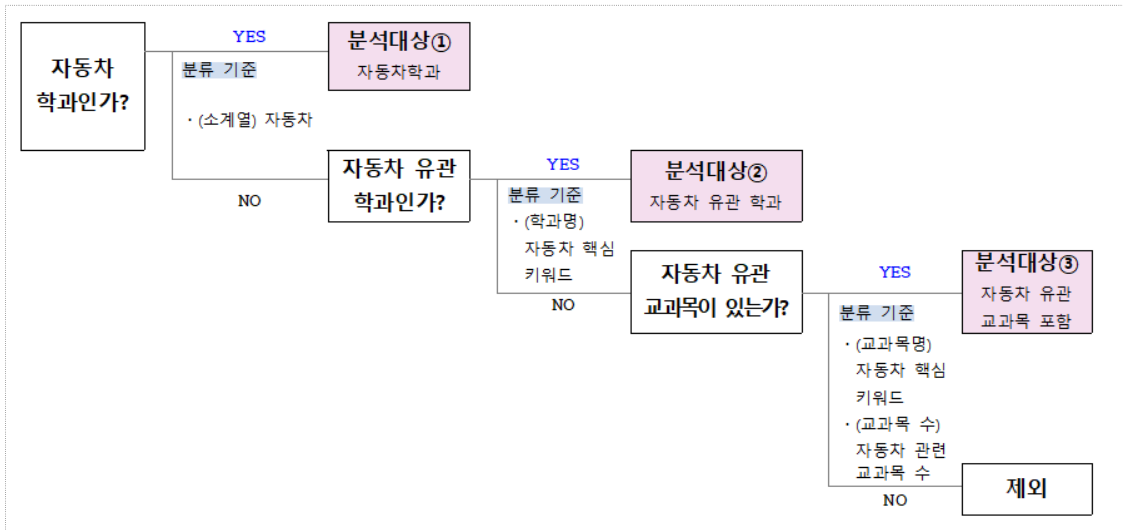 자동차
학과인가?
YES
분류 기준
· (소계열) 자동차
NO
분석대상①
자동차학과
자동차 유관
학과인가?
YES
분류 기준
· (학과명)
자동차 핵심
키워드
NO
분석대상②
자동차 유관 학과
자동차 유관
교과목이 있는가?
YES
분류 기준
· (교과목명)
자동차 핵심
키워드
· (교과목 수)
자동차 관련
교과목 수
NO
분석대상③
자동차 유관
교과목 포함
제외